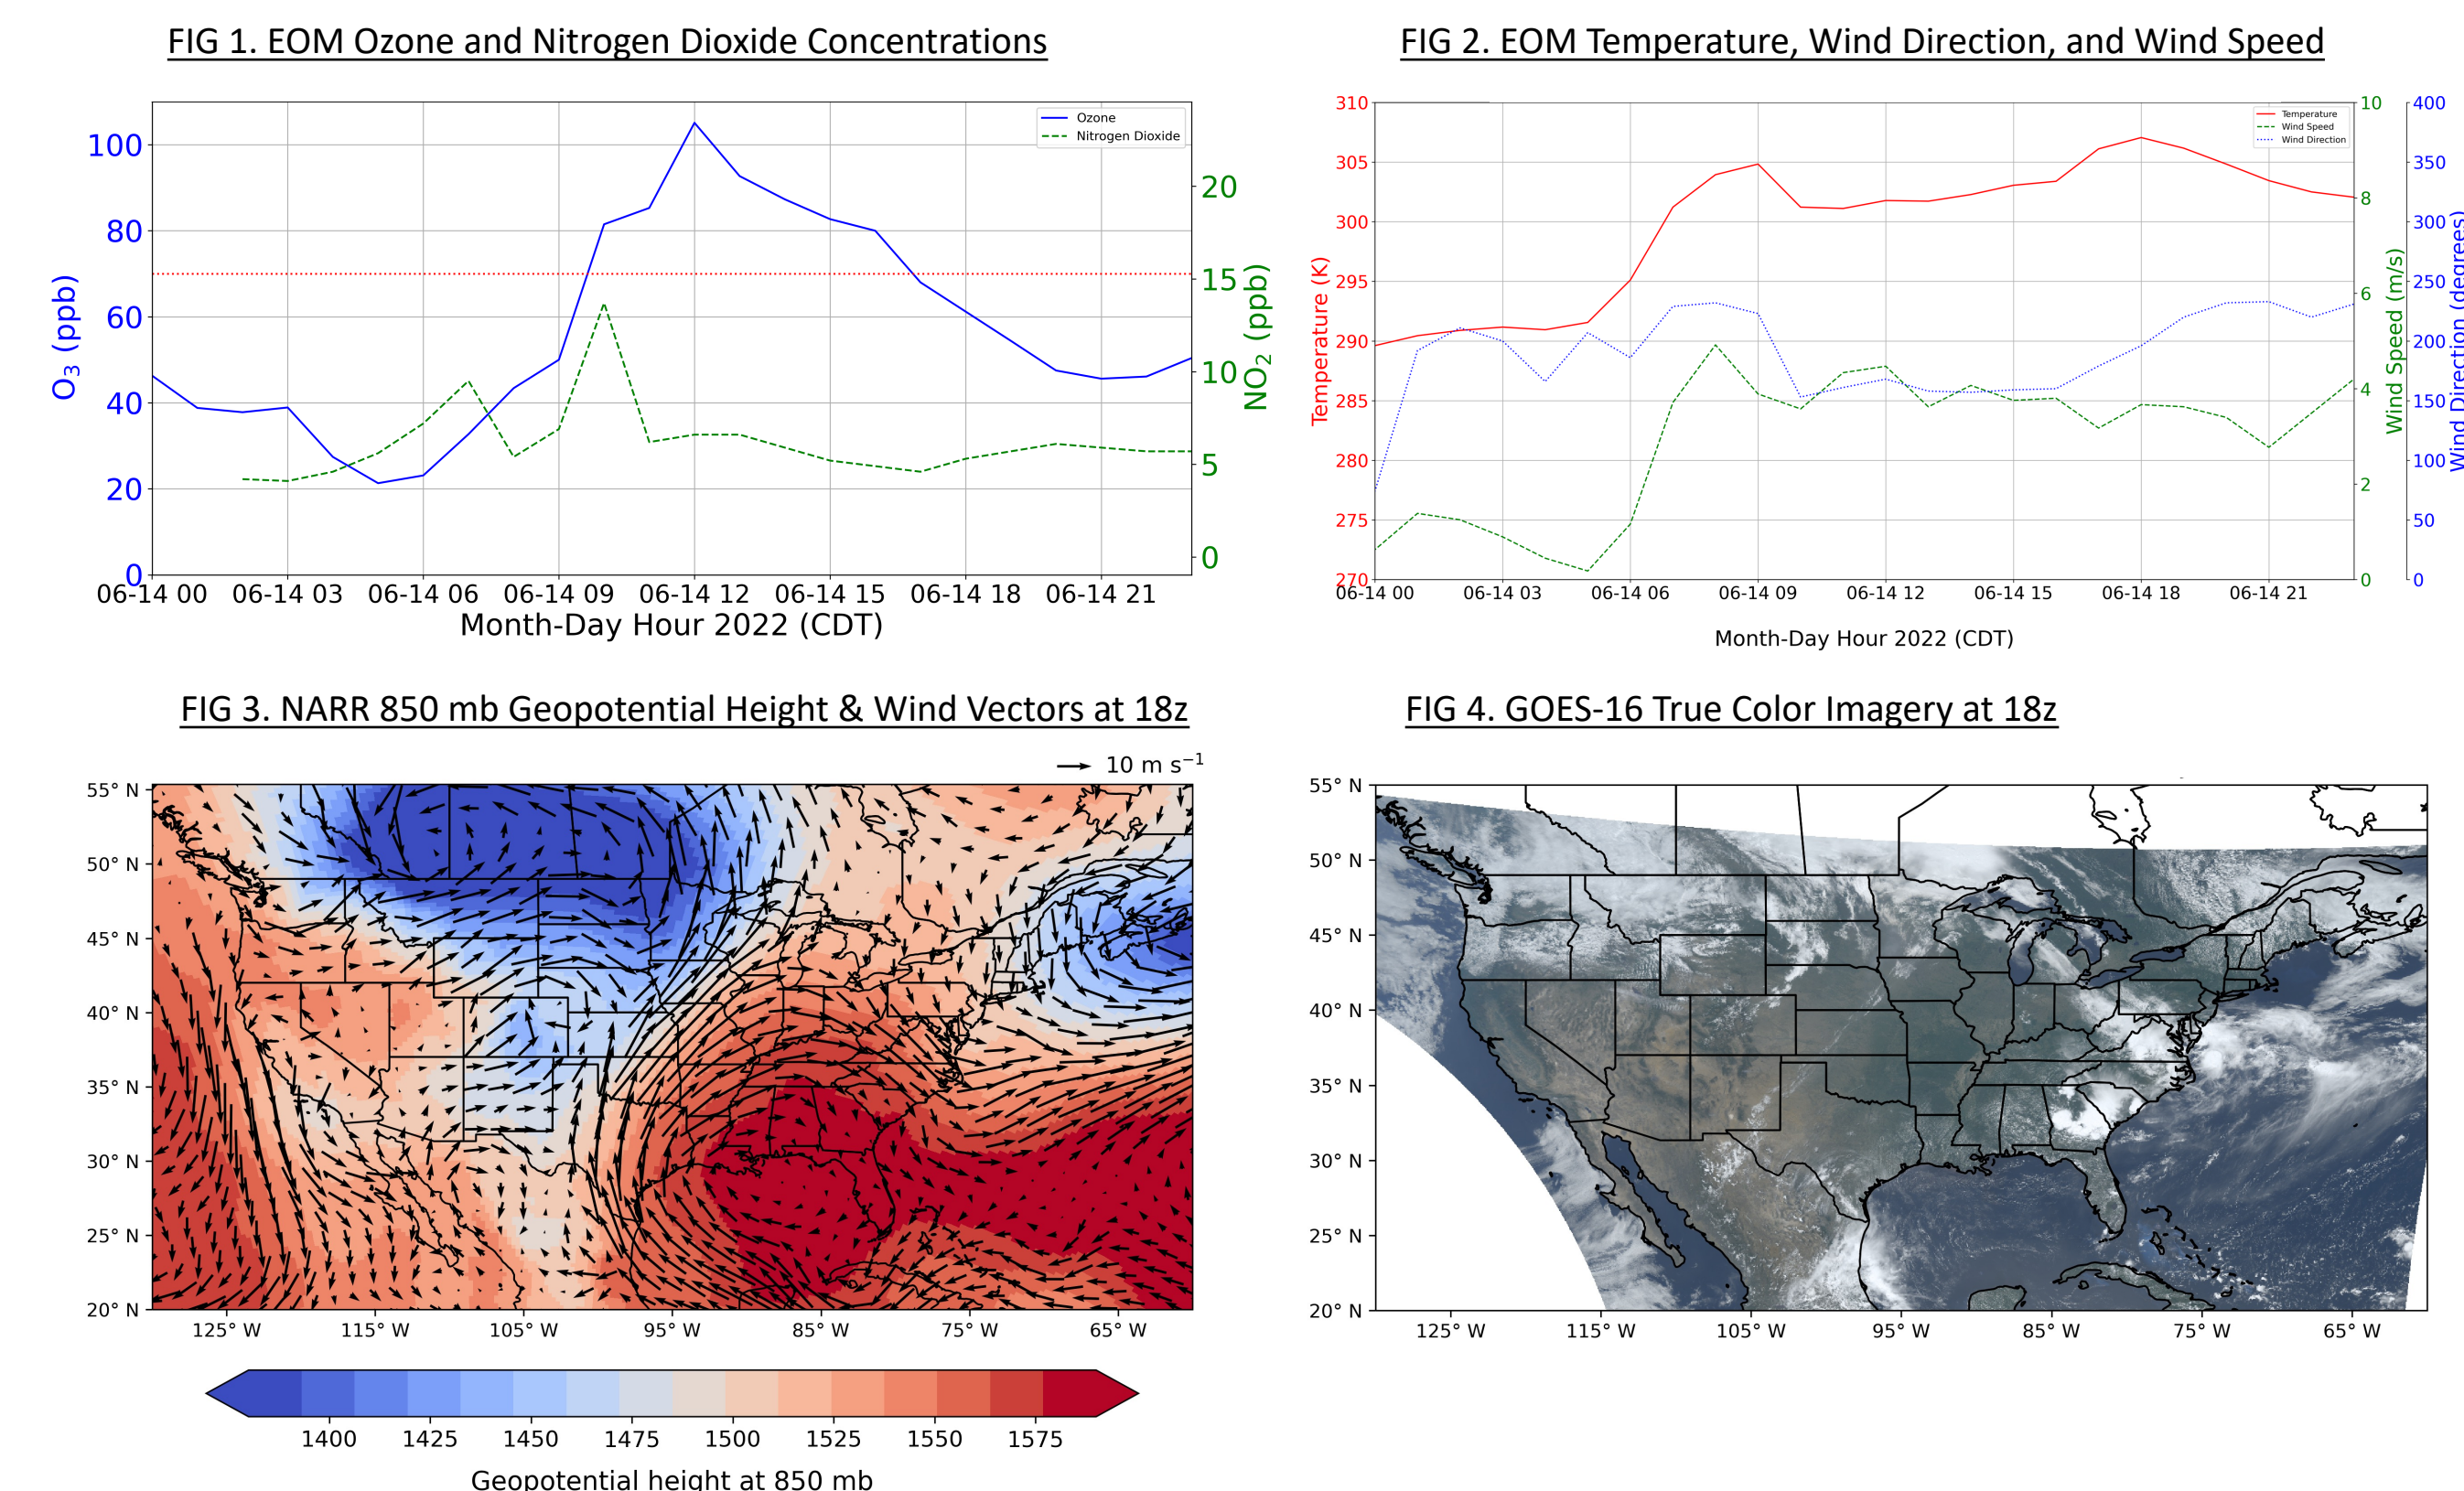 FIG 1. EOM Ozone and Nitrogen Dioxide Concentrations
Ozone
Nitrogen Dioxide
O₃ (ppb)
100
80
60
40
20
0
20
15
10
5
0
NO₂ (ppb)
06-14 00 06-14 03 06-14 06 06-14 09 06-14 12 06-14 15 06-14 18 06-14 21
Month-Day Hour 2022 (CDT)
FIG 2. EOM Temperature, Wind Direction, and Wind Speed
Temperature
Wind Speed
Wind Direction
Temperature (K)
310
305
300
295
290
285
280
275
270
10
8
6
4
2
0
Wind Speed (m/s)
400
350
300
250
200
150
100
50
0
Wind Direction (degrees)
06-14 00 06-14 03 06-14 06 06-14 09 06-14 12 06-14 15 06-14 18 06-14 21
Month-Day Hour 2022 (CDT)
FIG 3. NARR 850 mb Geopotential Height & Wind Vectors at 18z
10 m s⁻¹
55° N
50° N
45° N
40° N
35° N
30° N
25° N
20° N
125° W 115° W 105° W 95° W 85° W 75° W 65° W
1400 1425 1450 1475 1500 1525 1550 1575
Geopotential height at 850 mb
FIG 4. GOES-16 True Color Imagery at 18z
55° N
50° N
45° N
40° N
35° N
30° N
25° N
20° N
125° W 115° W 105° W 95° W 85° W 75° W 65° W